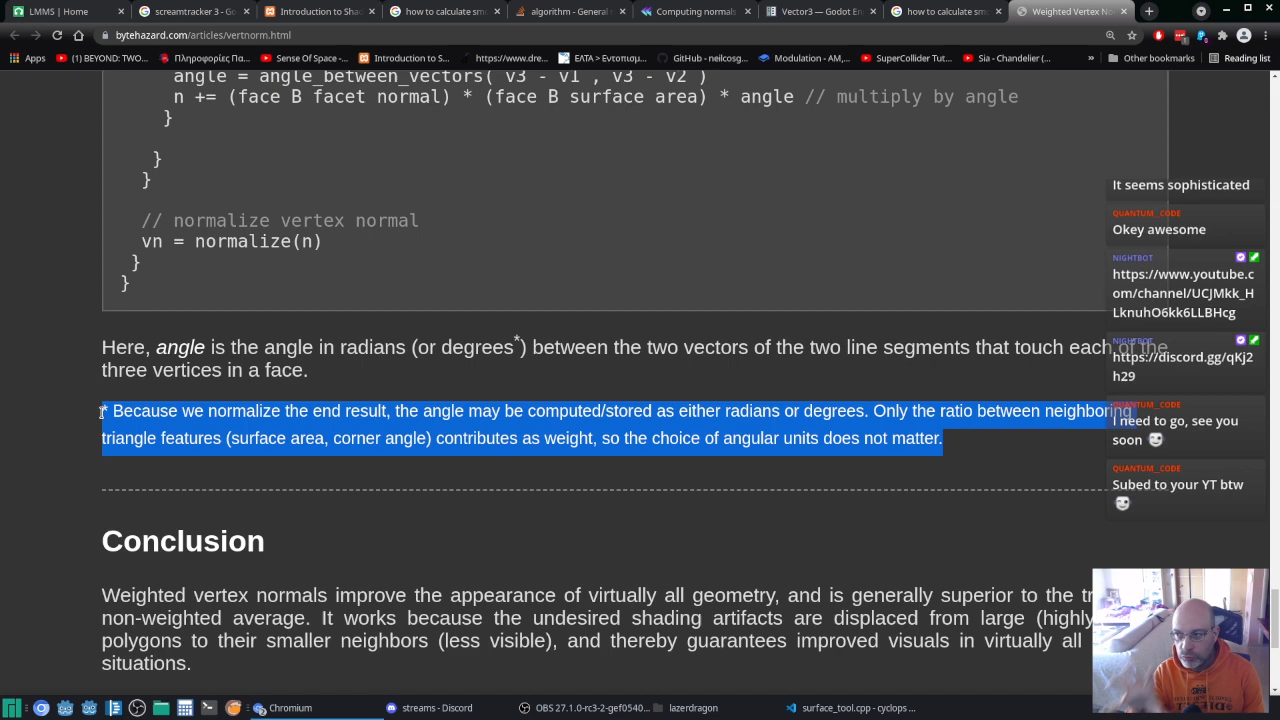 LMMS | Home
screamtracker 3 - Go
Introduction to Sha
how to calculate smo
algorithm - General
Computing normals
Vector3 — Godot En
how to calculate sm
Weighted Vertex No
bytehazard.com/articles/vertnorm.html
Apps
(1) BEYOND: TWO...
Πληροφορίες Πα...
Sense Of Space -...
Introduction to S...
https://www.dre...
ΕΛΤΑ > Εντοπισμ...
GitHub - neilcosg...
Modulation - AM,...
SuperCollider Tut...
Sia - Chandelier (...
»
Other bookmarks
Reading list
angle = angle_between_vectors( v3 - v1 , v3 - v2 )
n += (face B facet normal) * (face B surface area) * angle // multiply by angle
}
}
}
// normalize vertex normal
vn = normalize(n)
}
}
Here, angle is the angle in radians (or degrees*) between the two vectors of the two line segments that touch each of the
three vertices in a face.
* Because we normalize the end result, the angle may be computed/stored as either radians or degrees. Only the ratio between neighboring
triangle features (surface area, corner angle) contributes as weight, so the choice of angular units does not matter.
Conclusion
Weighted vertex normals improve the appearance of virtually all geometry, and is generally superior to the
non-weighted average. It works because the undesired shading artifacts are displaced from large (highly
polygons to their smaller neighbors (less visible), and thereby guarantees improved visuals in virtually all
situations.
It seems sophisticated
QUANTUM_CODE
Okey awesome
NIGHTBOT
https://www.youtube.c
om/channel/UCJMkk_H
LknuhO6kk6LLBHcg
NIGHTBOT
https://discord.gg/qKj2
h29
QUANTUM_CODE
I need to go, see you
soon
QUANTUM_CODE
Subed to your YT btw
Chromium
streams - Discord
OBS 27.1.0-rc3-2-gef0540...
lazerdragon
surface_tool.cpp - cyclops ...